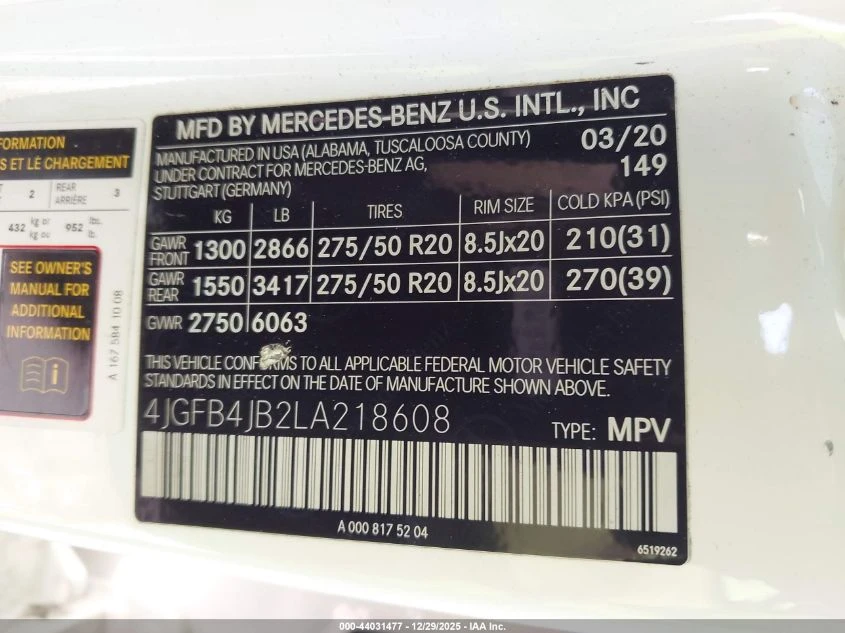 FORMATION
S ET LE CHARGEMENT
2 REAR ARRIÈRE 3
432 kg or kg ou 952 lbs. lb.
SEE OWNER'S
MANUAL FOR
ADDITIONAL
INFORMATION
A 167 584 10 08
MFD BY MERCEDES-BENZ U.S. INTL., INC
MANUFACTURED IN USA (ALABAMA, TUSCALOOSA COUNTY) 03/20
UNDER CONTRACT FOR MERCEDES-BENZ AG, 149
STUTTGART (GERMANY)
KG LB TIRES RIM SIZE COLD KPA (PSI)
GAWR FRONT 1300 2866 275/50 R20 8.5Jx20 210(31)
GAWR REAR 1550 3417 275/50 R20 8.5Jx20 270(39)
GVWR 2750 6063
THIS VEHICLE CONFORMS TO ALL APPLICABLE FEDERAL MOTOR VEHICLE SAFETY
STANDARDS IN EFFECT ON THE DATE OF MANUFACTURE SHOWN ABOVE.
4JGFB4JB2LA218608
TYPE: MPV
A 000 817 52 04
6519262
000-44031477 - 12/29/2025 - IAA Inc.